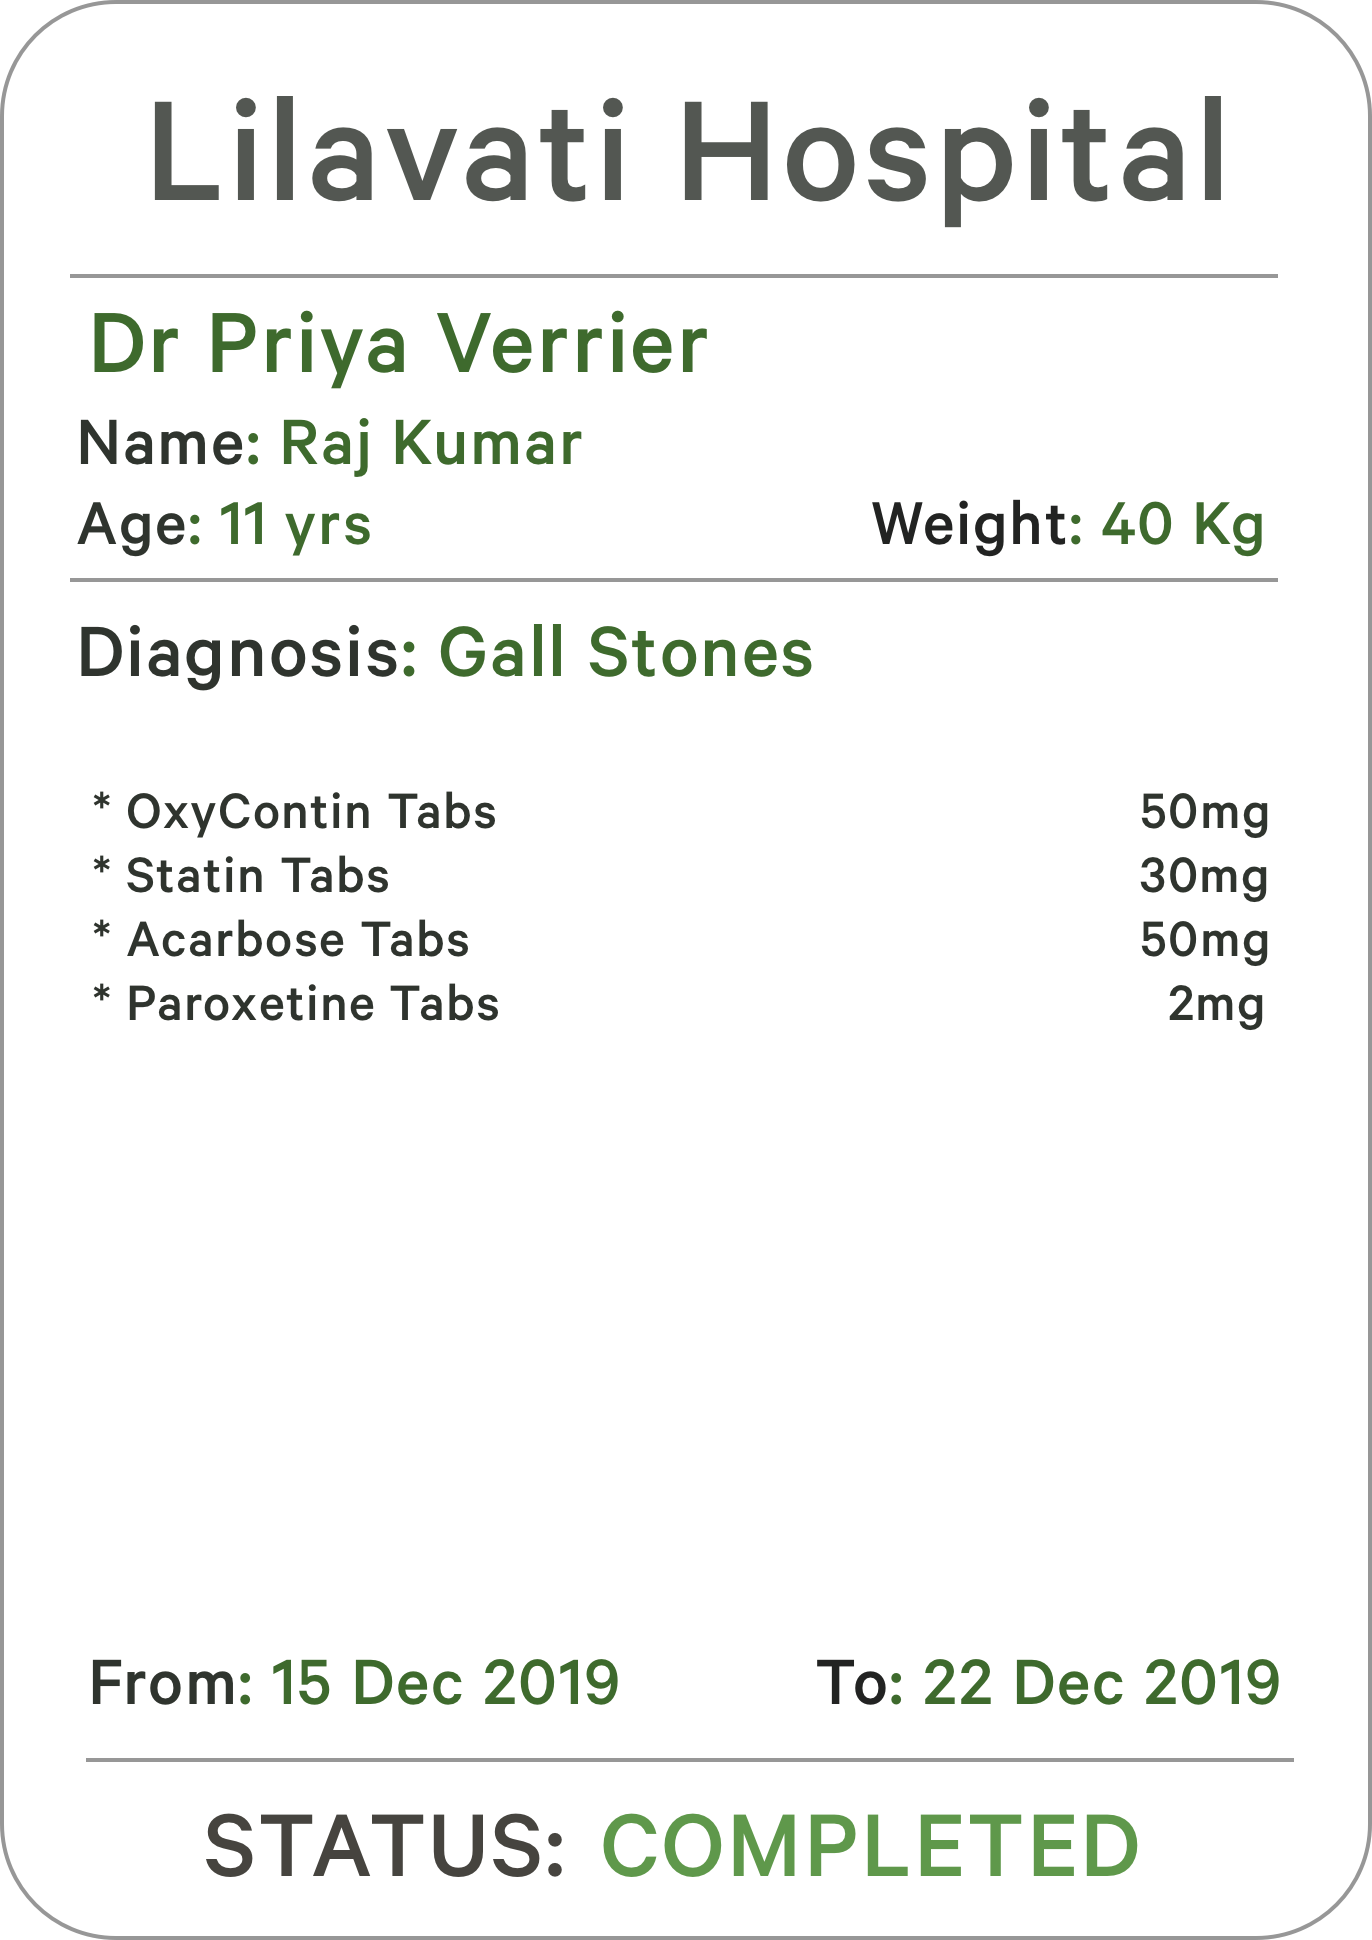 Lilavati Hospital
Dr Priya Verrier
Name: Raj Kumar
Age: 11 yrs Weight: 40 Kg
Diagnosis: Gall Stones
* OxyContin Tabs 50mg
* Statin Tabs 30mg
* Acarbose Tabs 50mg
* Paroxetine Tabs 2mg
From: 15 Dec 2019 To: 22 Dec 2019
STATUS: COMPLETED